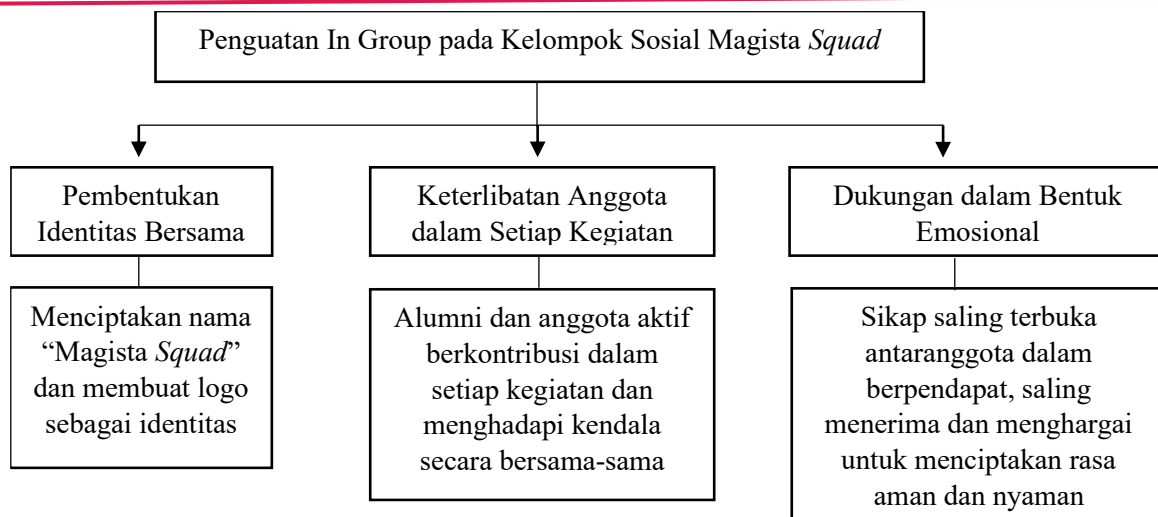 Penguatan In Group pada Kelompok Sosial Magista Squad
Pembentukan
Identitas Bersama
Keterlibatan Anggota
dalam Setiap Kegiatan
Dukungan dalam Bentuk
Emosional
Menciptakan nama
“Magista Squad”
dan membuat logo
sebagai identitas
Alumni dan anggota aktif
berkontribusi dalam
setiap kegiatan dan
menghadapi kendala
secara bersama-sama
Sikap saling terbuka
antaranggota dalam
berpendapat, saling
menerima dan menghargai
untuk menciptakan rasa
aman dan nyaman